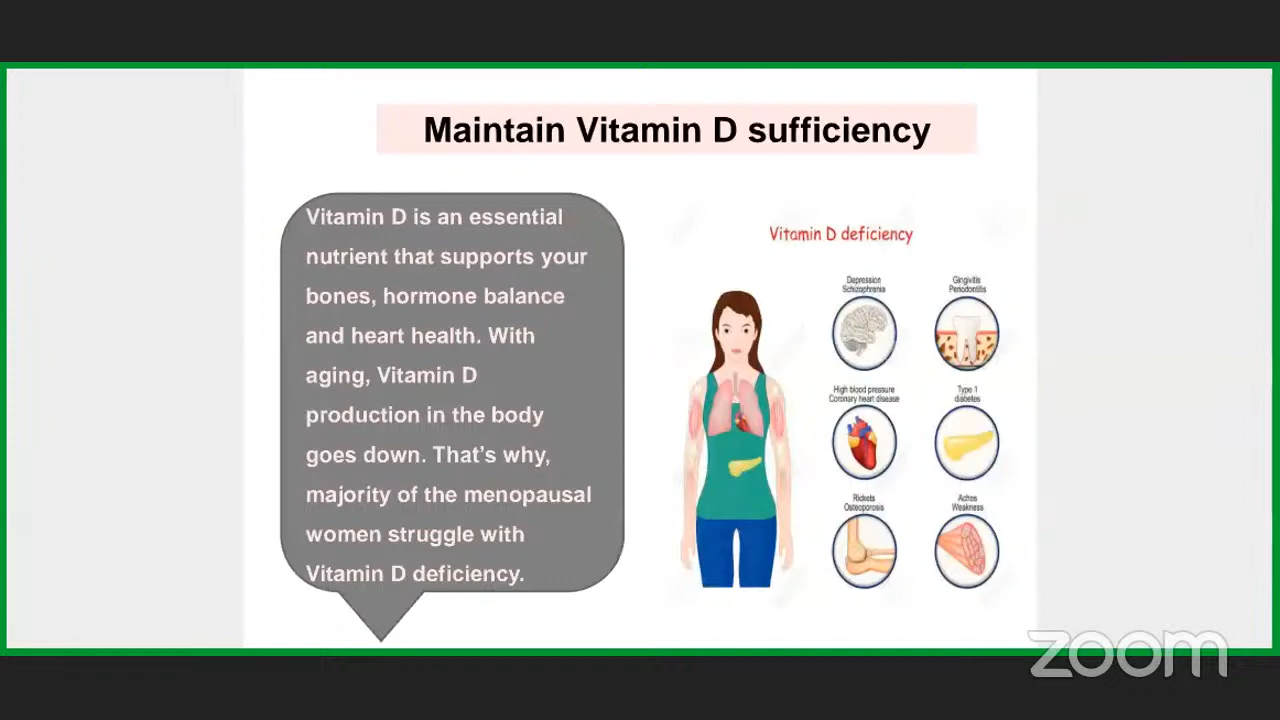 Maintain Vitamin D sufficiency
Vitamin D is an essential
nutrient that supports your
bones, hormone balance
and heart health. With
aging, Vitamin D
production in the body
goes down. That's why,
majority of the menopausal
women struggle with
Vitamin D deficiency.
Vitamin D deficiency
Depression
Schizophrenia
Gingivitis
Periodontitis
High blood pressure
Coronary heart disease
Type 1
diabetes
Rickets
Osteoporosis
Aches
Weakness
zoom